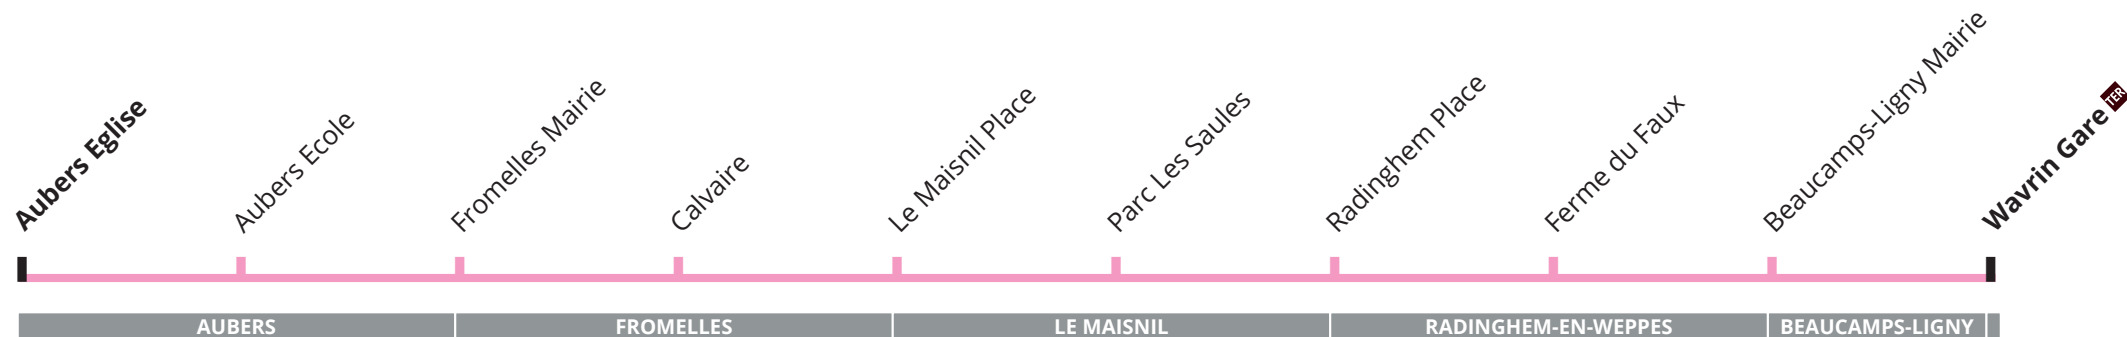 Aubers Eglise
Aubers Ecole
Fromelles Mairie
Calvaire
Le Maisnil Place
Parc Les Saules
Radinghem Place
Ferme du Faux
Beaucamps-Ligny Mairie
Wavrin Gare TER
AUBERS
FROMELLES
LE MAISNIL
RADINGHEM-EN-WEPPES
BEAUCAMPS-LIGNY